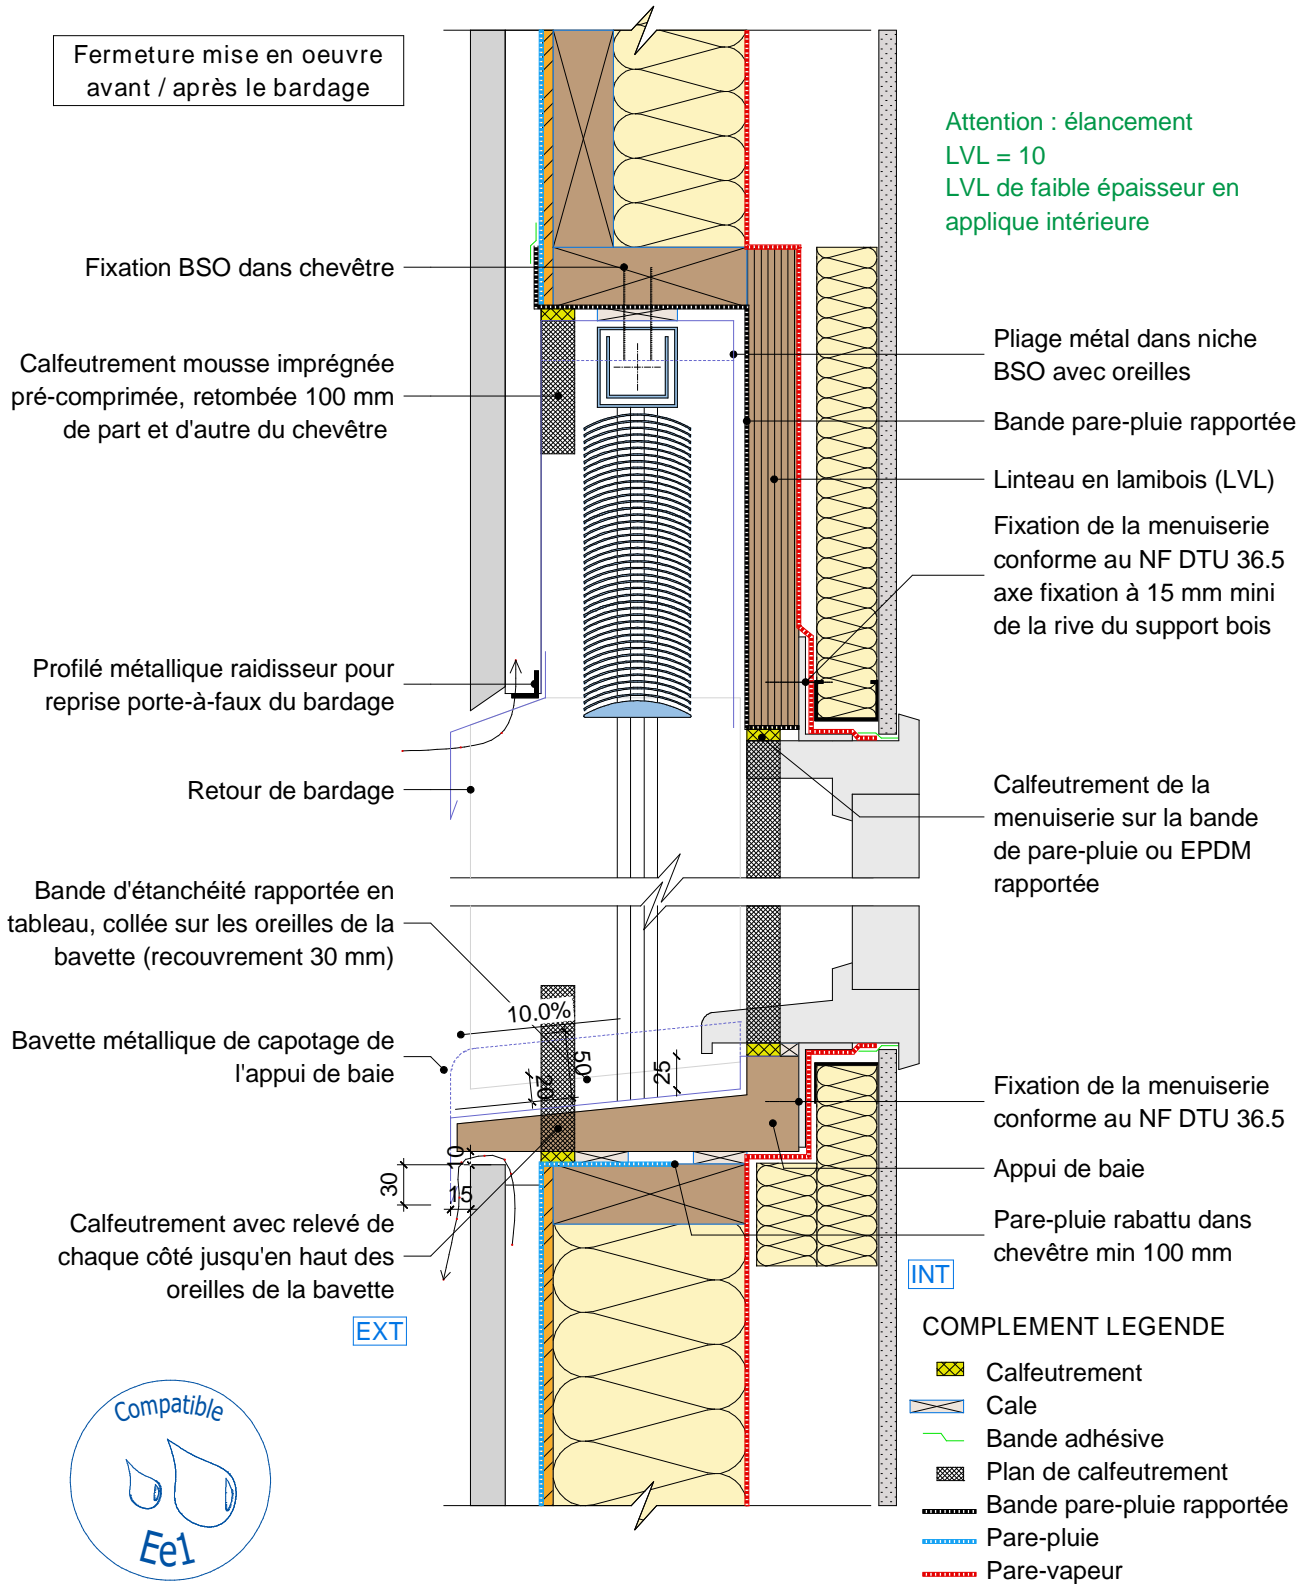 Fermeture mise en oeuvre
avant / après le bardage
Attention : élancement
LVL = 10
LVL de faible épaisseur en
applique intérieure
Fixation BSO dans chevêtre
Calfeutrement mousse imprégnée
pré-comprimée, retombée 100 mm
de part et d'autre du chevêtre
Profilé métallique raidisseur pour
reprise porte-à-faux du bardage
Retour de bardage
Bande d'étanchéité rapportée en
tableau, collée sur les oreilles de la
bavette (recouvrement 30 mm)
Bavette métallique de capotage de
l'appui de baie
Calfeutrement avec relevé de
chaque côté jusqu'en haut des
oreilles de la bavette
EXT
Pliage métal dans niche
BSO avec oreilles
Bande pare-pluie rapportée
Linteau en lamibois (LVL)
Fixation de la menuiserie
conforme au NF DTU 36.5
axe fixation à 15 mm mini
de la rive du support bois
Calfeutrement de la
menuiserie sur la bande
de pare-pluie ou EPDM
rapportée
Fixation de la menuiserie
conforme au NF DTU 36.5
Appui de baie
Pare-pluie rabattu dans
chevêtre min 100 mm
INT
10.0%
50
20
25
10
30
15
COMPLEMENT LEGENDE
Calfeutrement
Cale
Bande adhésive
Plan de calfeutrement
Bande pare-pluie rapportée
Pare-pluie
Pare-vapeur
Compatible
Ee1